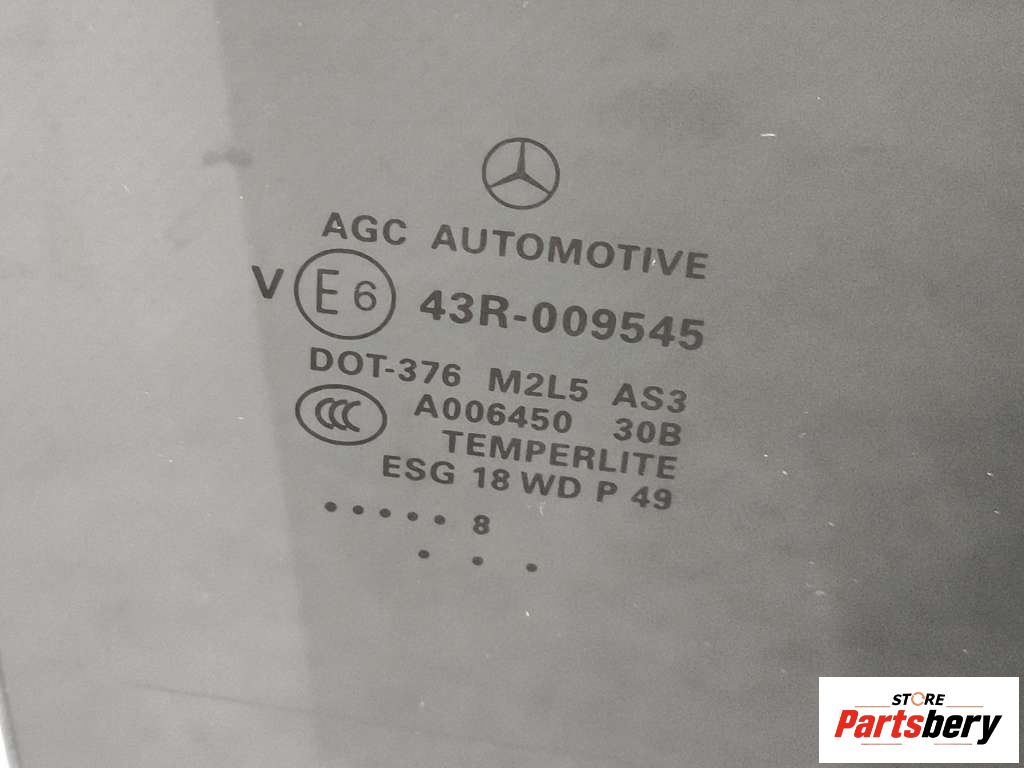 AGC AUTOMOTIVE
V E6 43R-009545
DOT-376 M2L5 AS3
CCC A006450 30B
TEMPERLITE
ESG 18 WD P 49
• • • • • 8
• • •
STORE
Partsbery